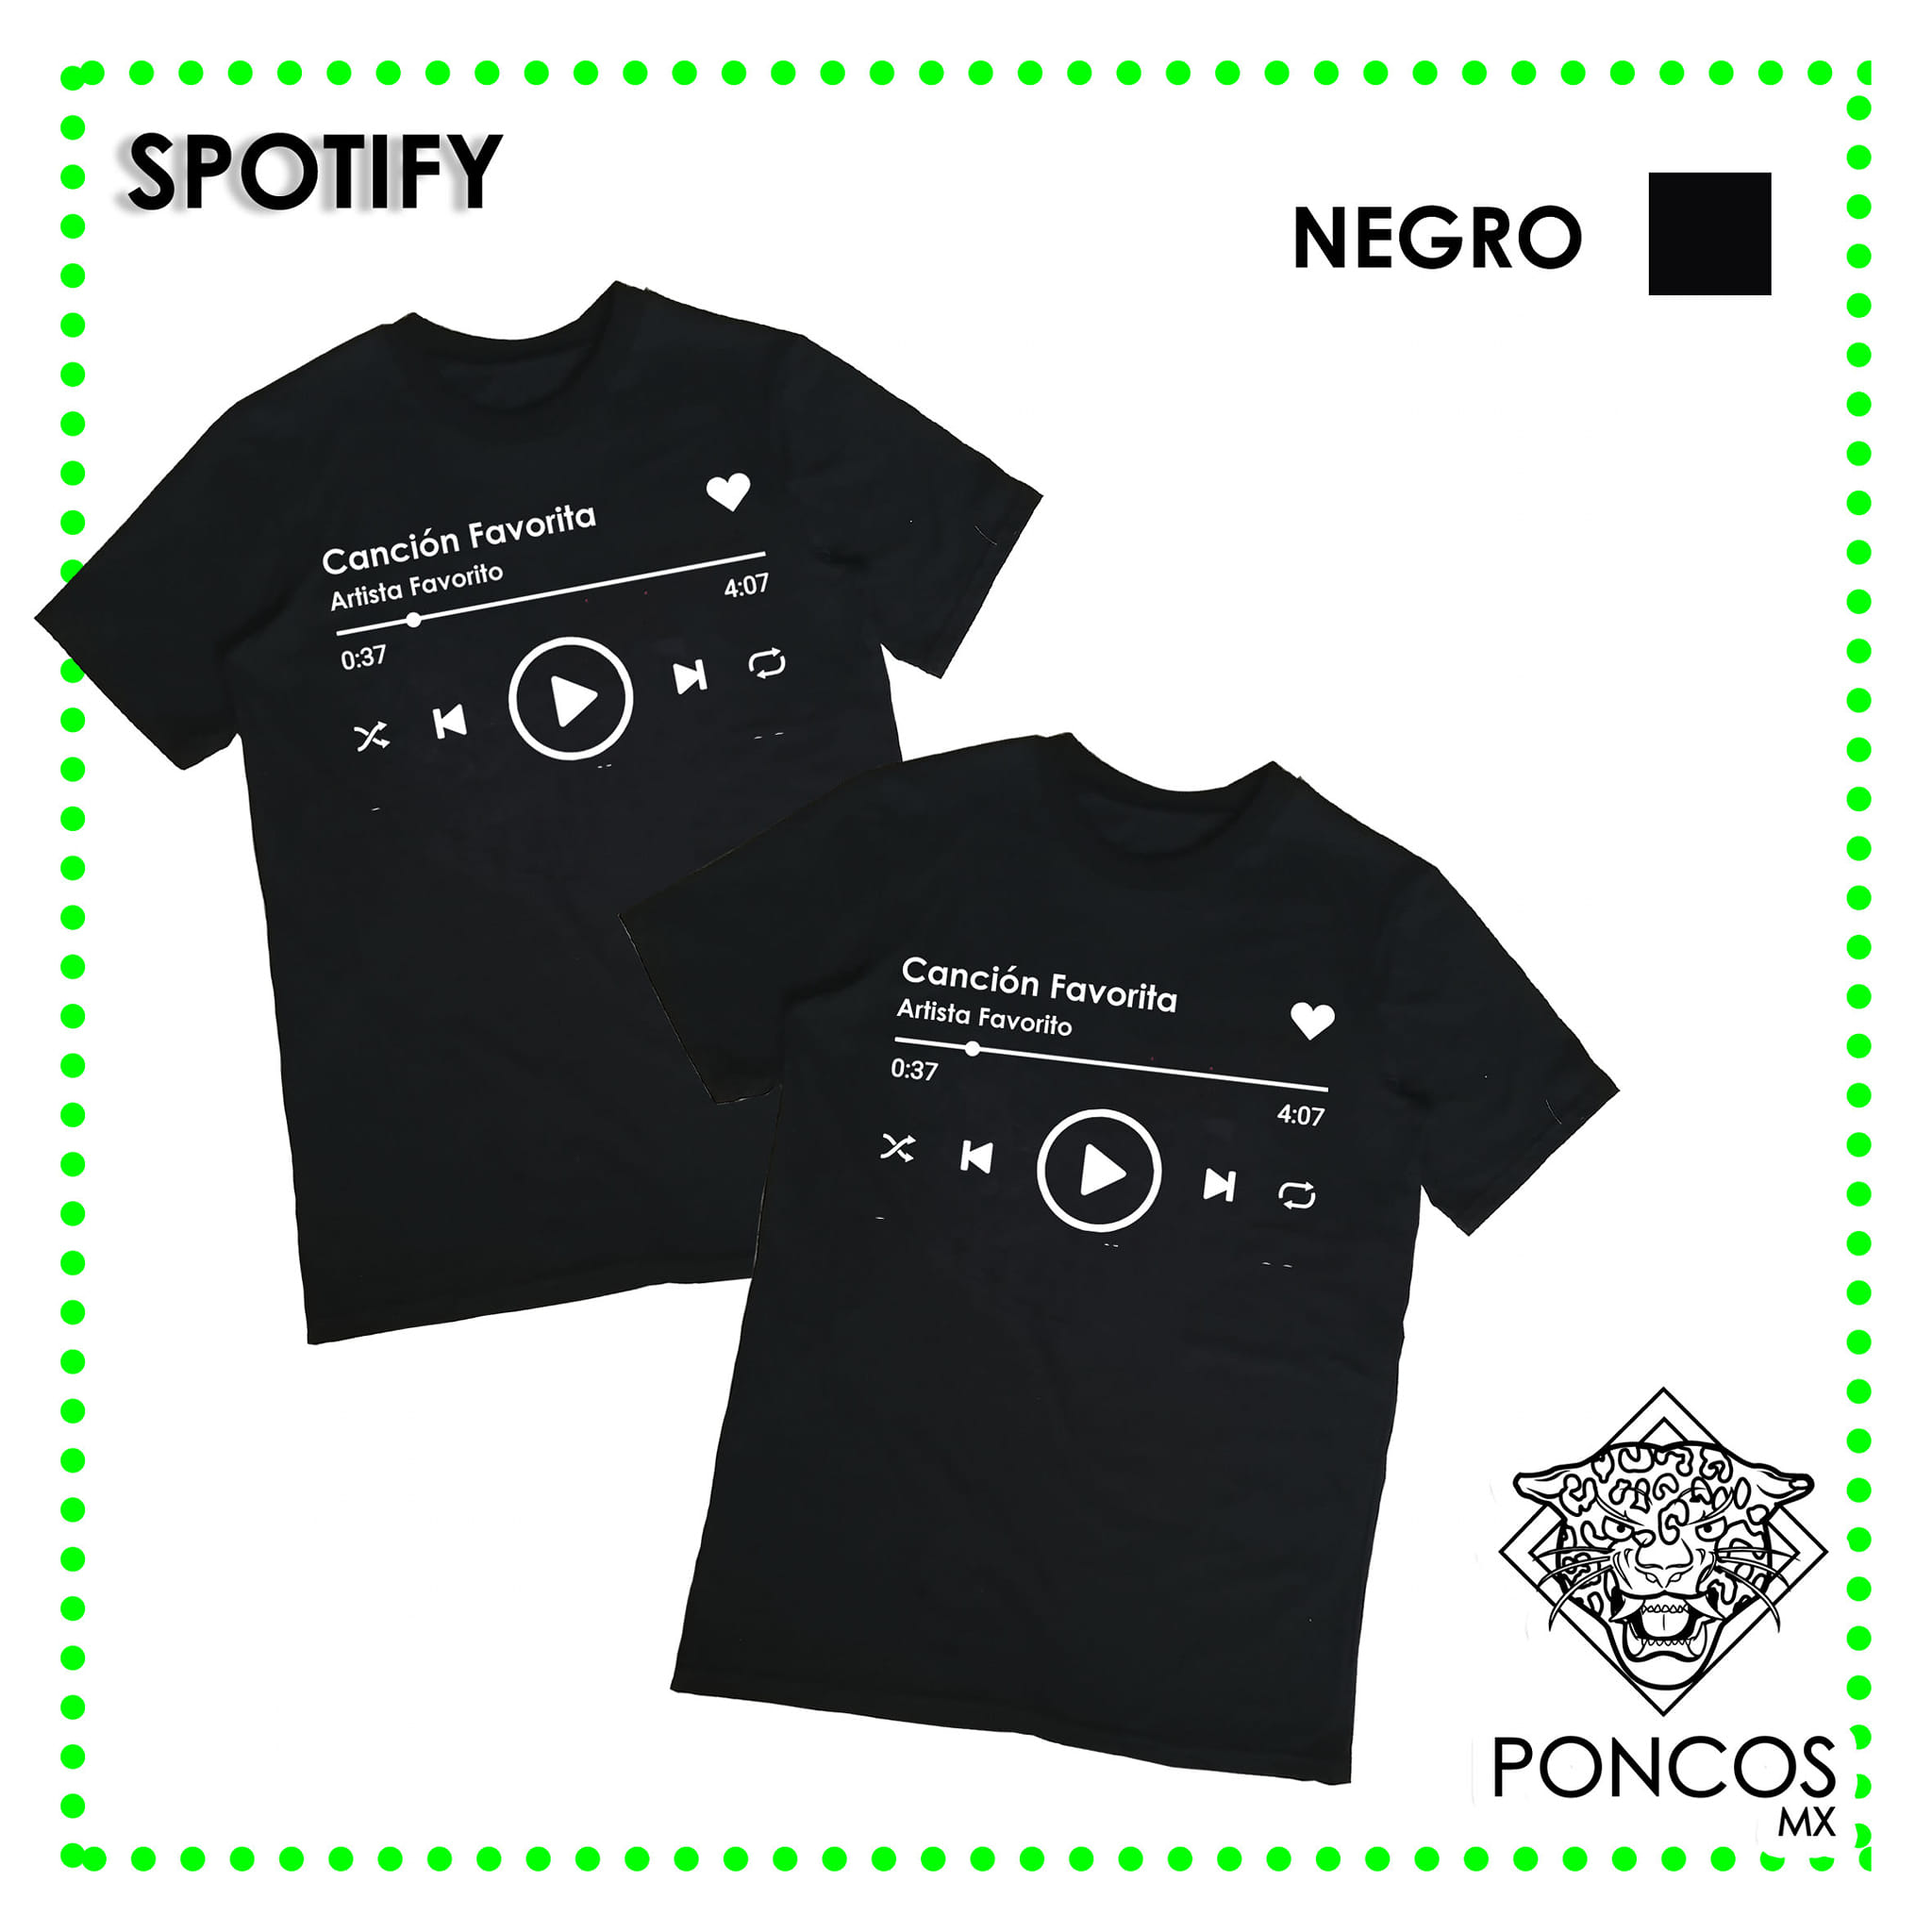 SPOTIFY
NEGRO
Canción Favorita
Artista Favorito
0:37
4:07
Canción Favorita
Artista Favorito
0:37
4:07
PONCOS
MX